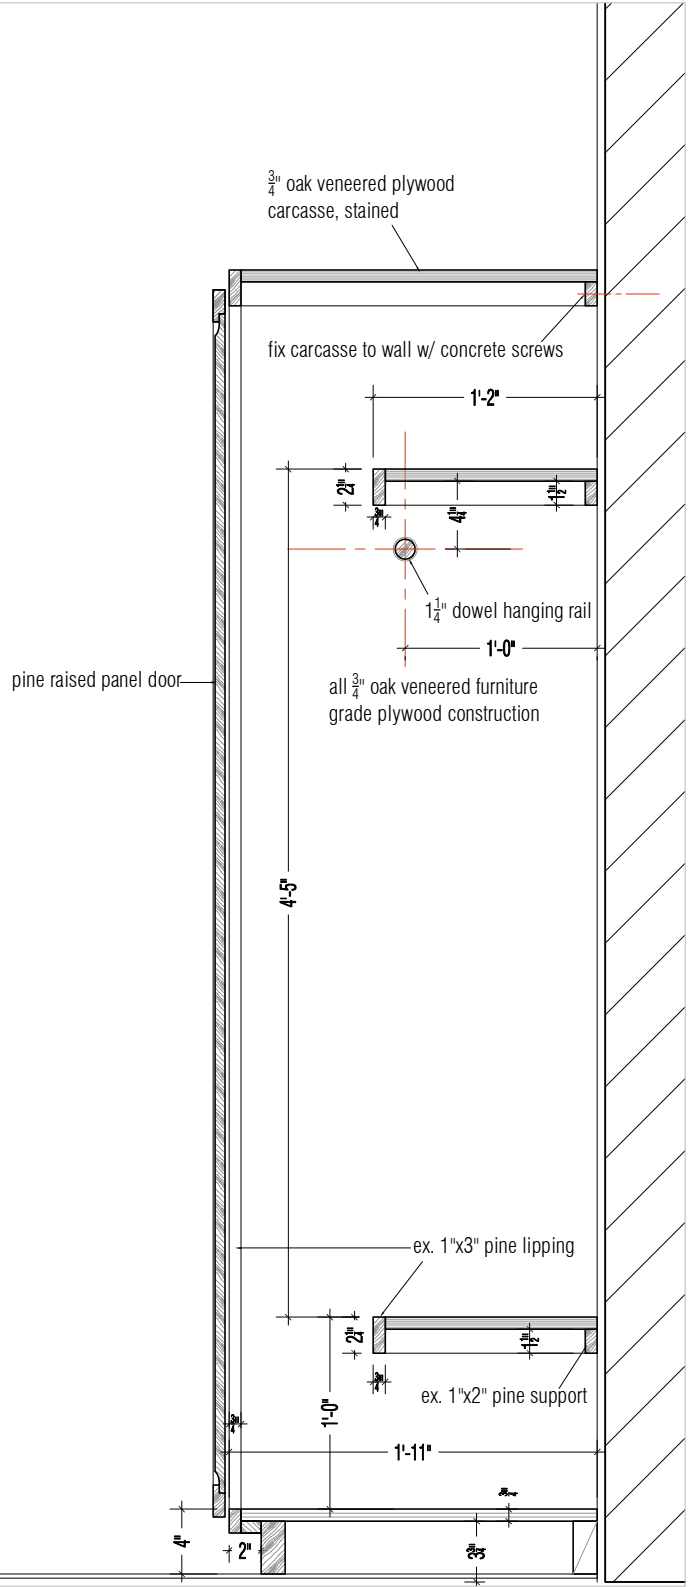 3/4" oak veneered plywood
carcasse, stained
fix carcasse to wall w/ concrete screws
1'-2"
2 1/4"
1 1/2"
3/4"
4 1/4"
1 1/4" dowel hanging rail
1'-0"
pine raised panel door
all 3/4" oak veneered furniture
grade plywood construction
4'-5"
ex. 1"x3" pine lipping
2 1/4"
1 1/2"
3/4"
ex. 1"x2" pine support
1'-0"
3/4"
1'-11"
3/4"
4"
2"
3 3/4"